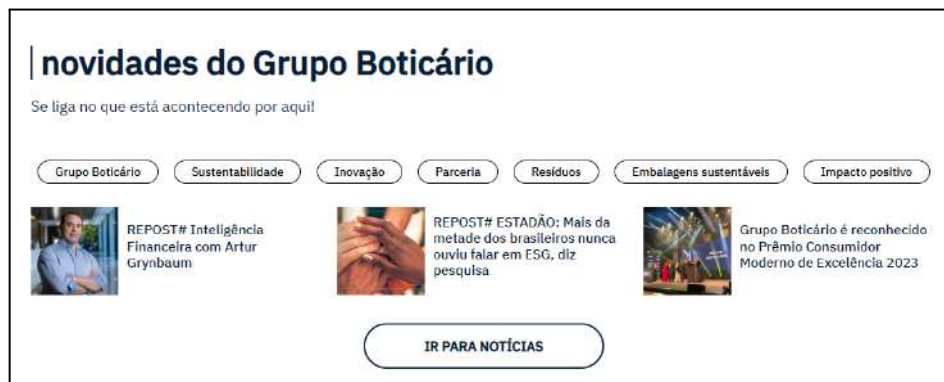 novidades do Grupo Boticário
Se liga no que está acontecendo por aqui!
Grupo Boticário
Sustentabilidade
Inovação
Parceria
Resíduos
Embalagens sustentáveis
Impacto positivo
REPOST# Inteligência
Financeira com Artur
Grynbaum
REPOST# ESTADÃO: Mais da
metade dos brasileiros nunca
ouviu falar em ESG, diz
pesquisa
Grupo Boticário é reconhecido
no Prêmio Consumidor
Moderno de Excelência 2023
IR PARA NOTÍCIAS